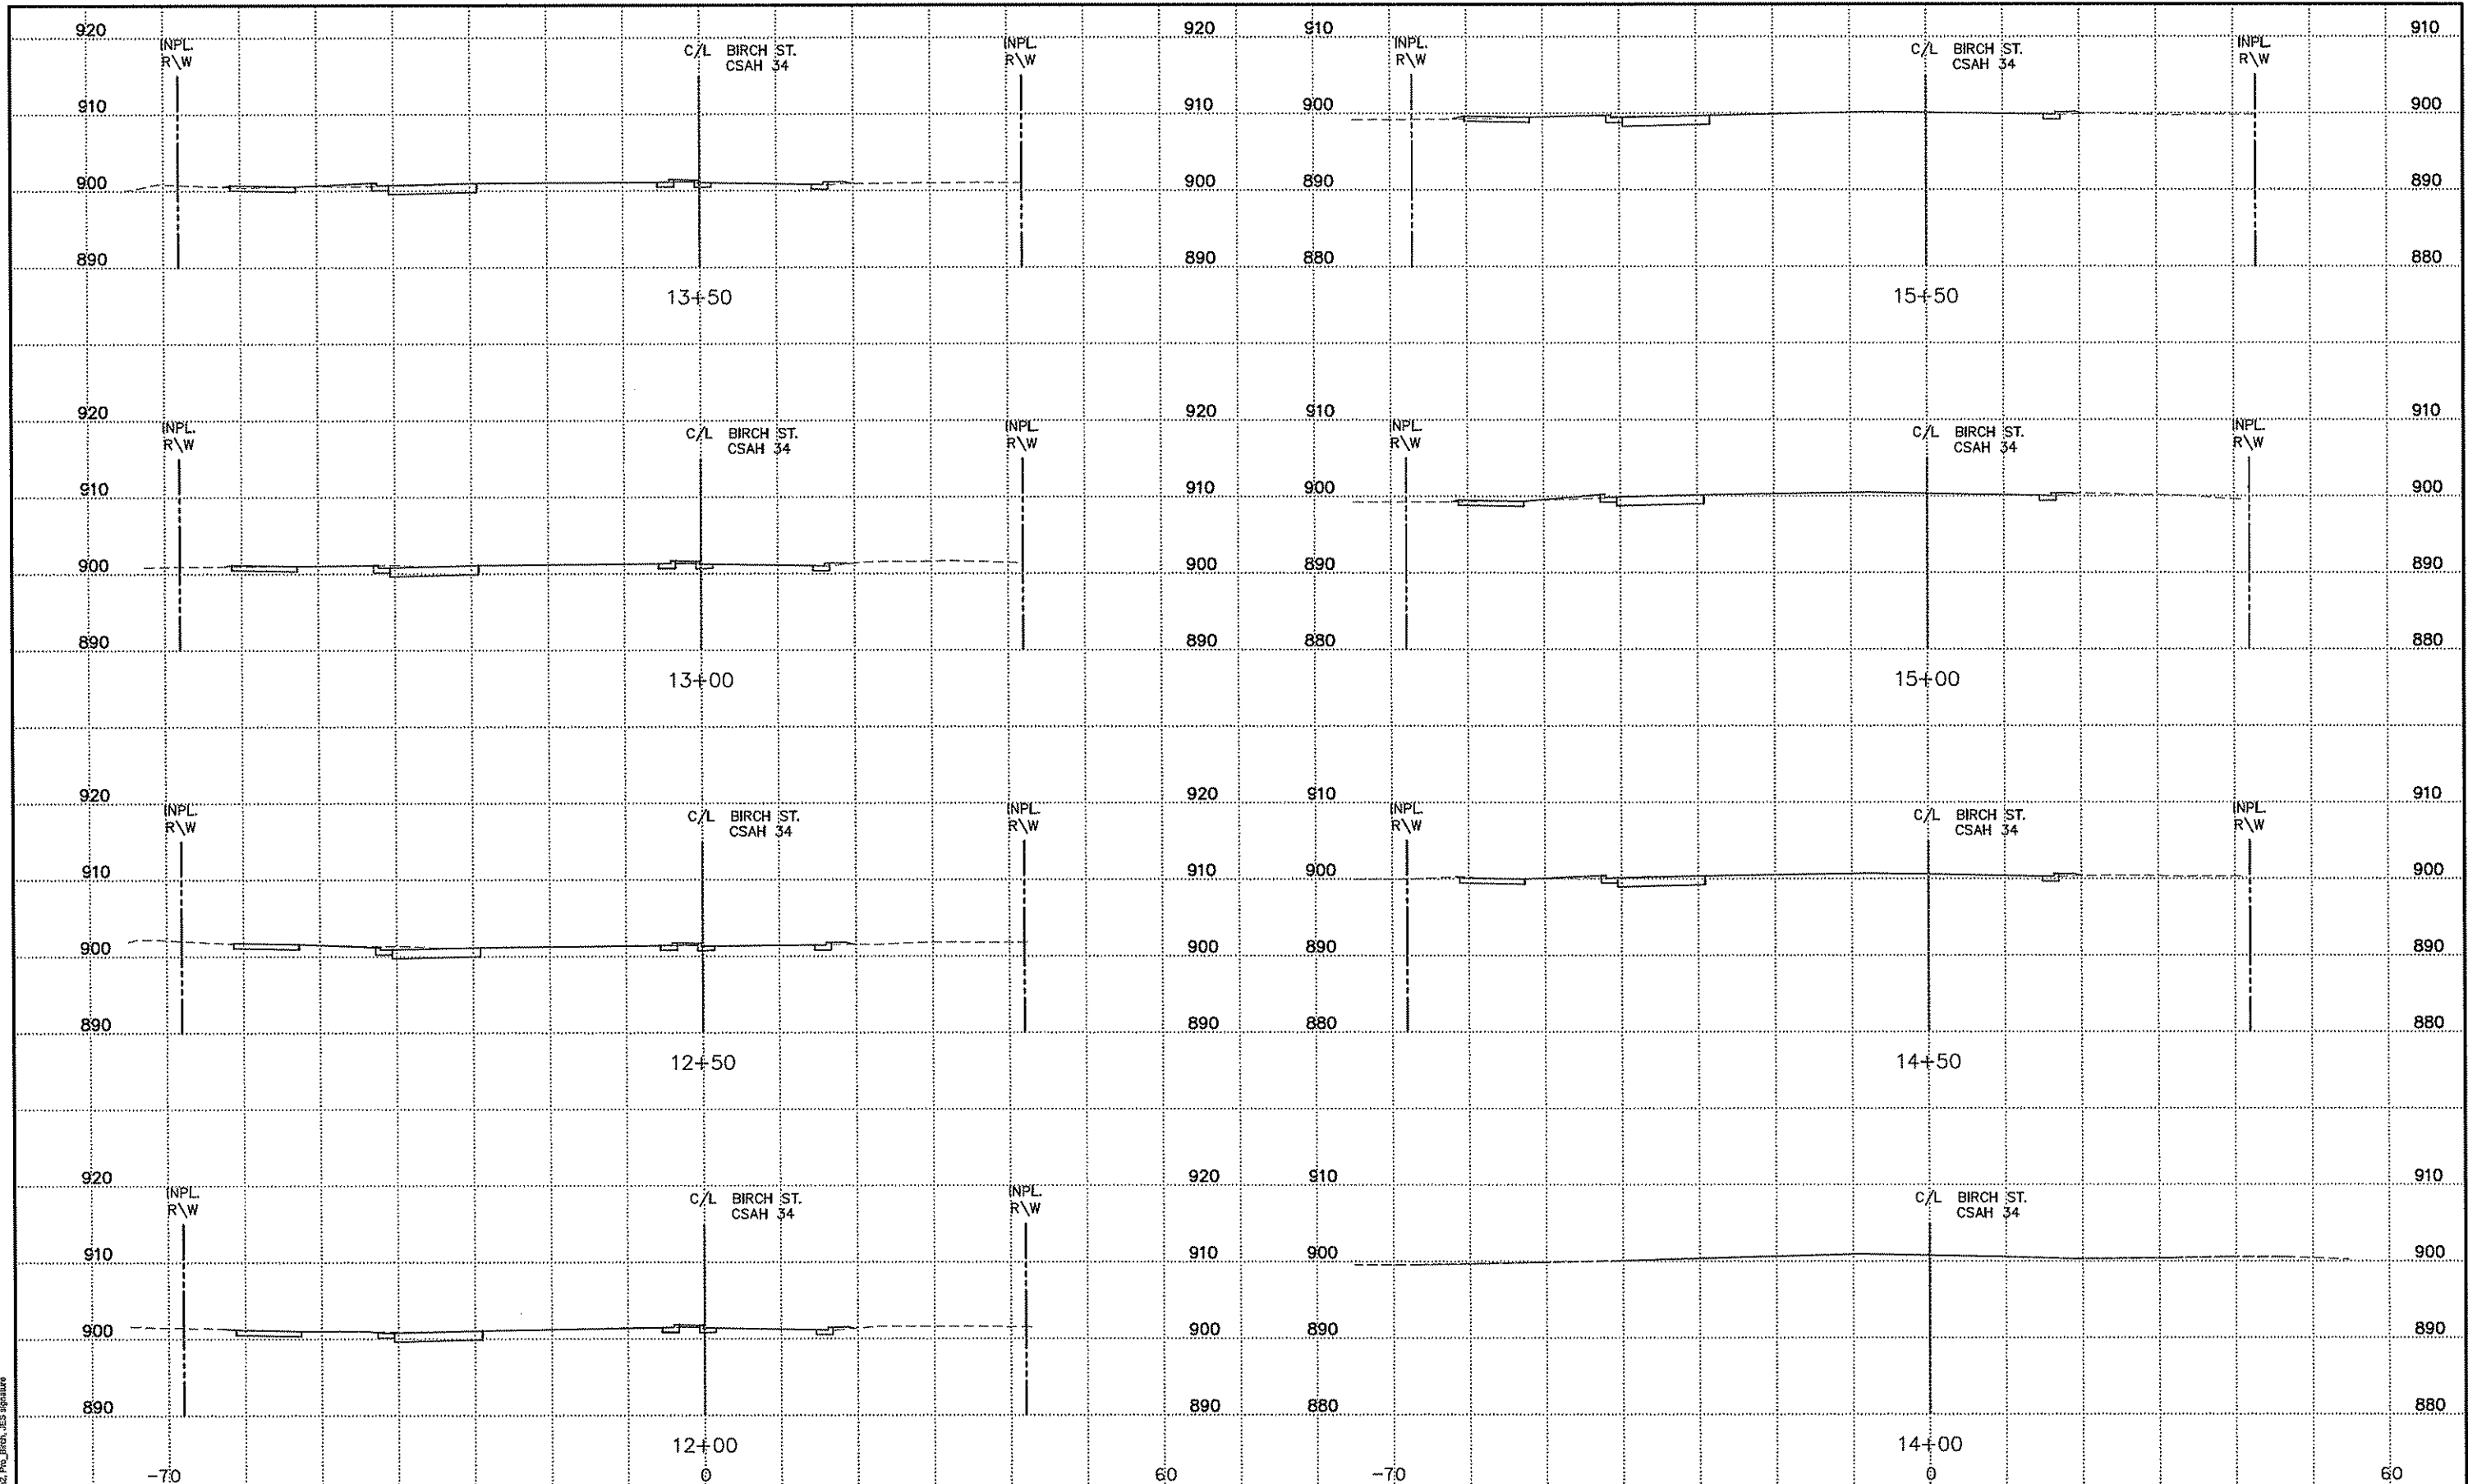 920 920 910 910
INPL. C/L BIRCH ST. INPL. INPL. C/L BIRCH ST. INPL.
R\W CSAH 34 R\W R\W CSAH 34 R\W
910 910 900 900
900 900 890 890
890 890 880 880
13+50 15+50
920 920 910 910
INPL. C/L BIRCH ST. INPL. INPL. C/L BIRCH ST. INPL.
R\W CSAH 34 R\W R\W CSAH 34 R\W
910 910 900 900
900 900 890 890
890 890 880 880
13+00 15+00
920 920 910 910
INPL. C/L BIRCH ST. INPL. INPL. C/L BIRCH ST. INPL.
R\W CSAH 34 R\W R\W CSAH 34 R\W
910 910 900 900
900 900 890 890
890 890 880 880
12+50 14+50
920 920 910 910
INPL. C/L BIRCH ST. INPL. C/L BIRCH ST.
R\W CSAH 34 R\W CSAH 34
910 910 900 900
900 900 890 890
890 890 880 880
12+00 14+00
-70 0 60 -70 0 60
Pro_Birch, JES signature